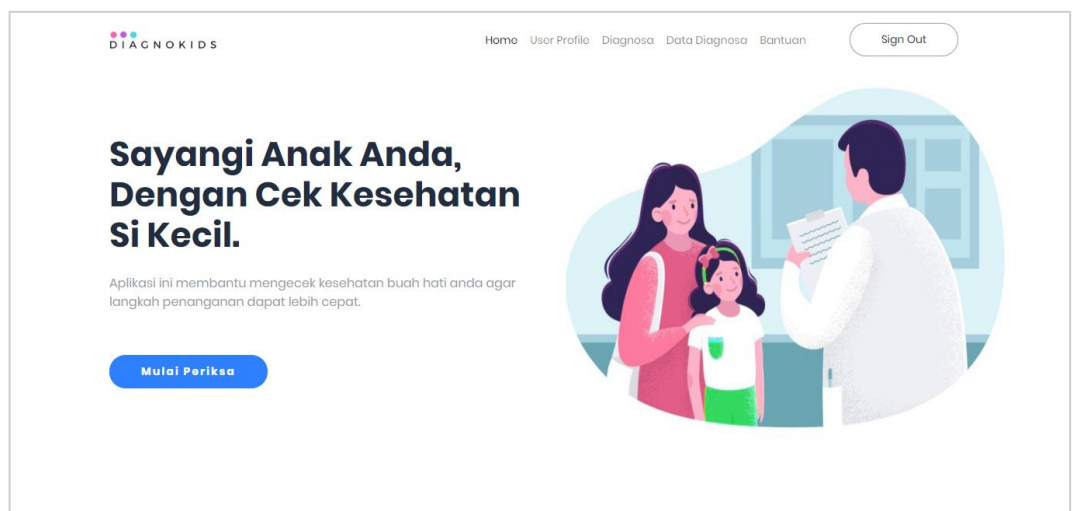 DIAGNOKIDS
Home User Profile Diagnosa Data Diagnosa Bantuan Sign Out
Sayangi Anak Anda,
Dengan Cek Kesehatan
Si Kecil.
Aplikasi ini membantu mengecek kesehatan buah hati anda agar
langkah penanganan dapat lebih cepat.
Mulai Periksa